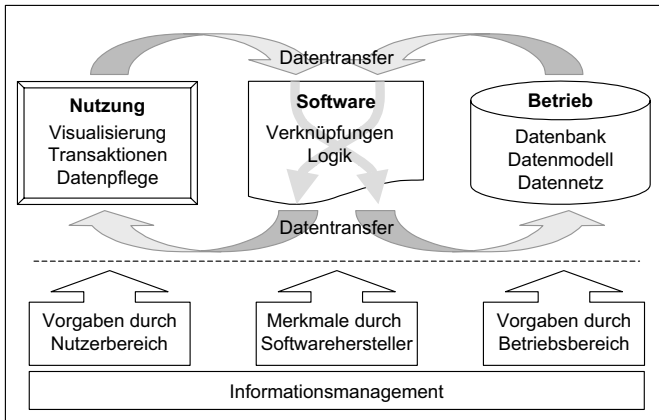 Datentransfer
Nutzung
Visualisierung
Transaktionen
Datenpflege
Software
Verknüpfungen
Logik
Betrieb
Datenbank
Datenmodell
Datennetz
Datentransfer
Vorgaben durch
Nutzerbereich
Merkmale durch
Softwarehersteller
Vorgaben durch
Betriebsbereich
Informationsmanagement